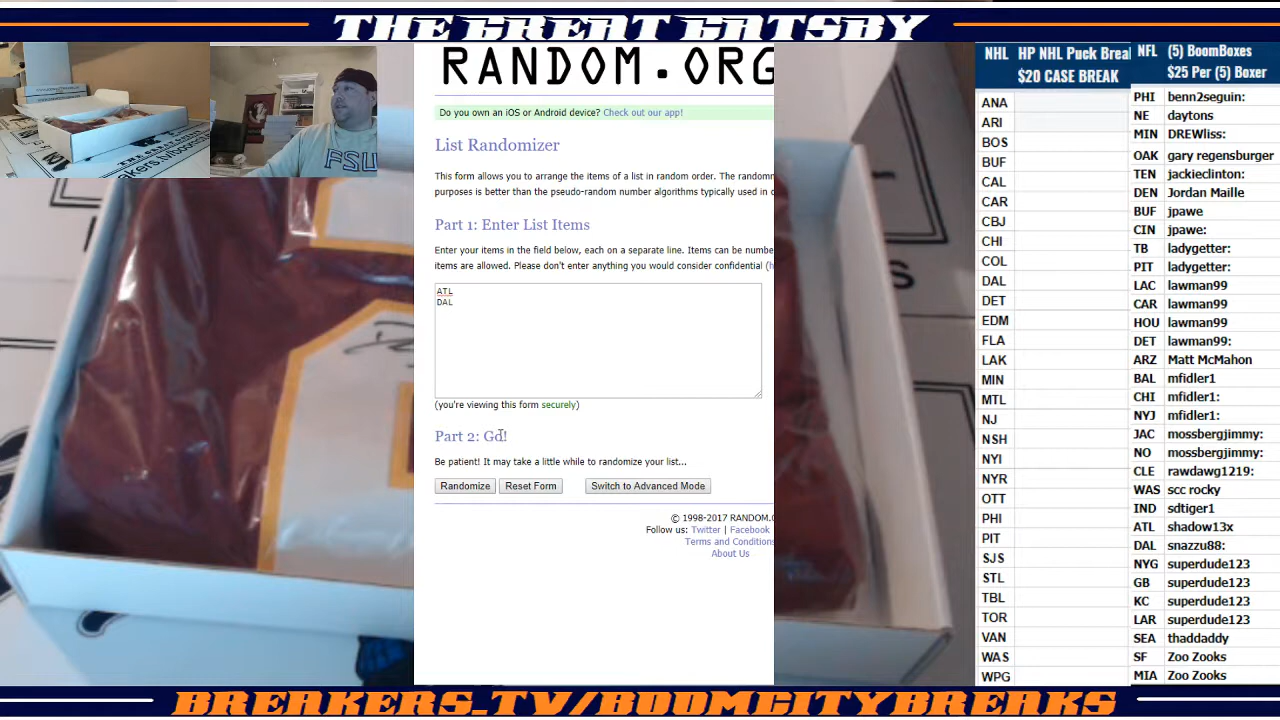 THE GREAT GATSBY
RANDOM.ORG
Do you own an iOS or Android device? Check out our app!
List Randomizer
This form allows you to arrange the items of a list in random order. The random
purposes is better than the pseudo-random number algorithms typically used in
Part 1: Enter List Items
Enter your items in the field below, each on a separate line. Items can be numbe
items are allowed. Please don't enter anything you would consider confidential (h
ATL
DAL
(you're viewing this form securely)
Part 2: Go!
Be patient! It may take a little while to randomize your list...
Randomize Reset Form Switch to Advanced Mode
© 1998-2017 RANDOM.O
Follow us: Twitter | Facebook
Terms and Conditions
About Us
FSU
NHL HP NHL Puck Break
$20 CASE BREAK
ANA
ARI
BOS
BUF
CAL
CAR
CBJ
CHI
COL
DAL
DET
EDM
FLA
LAK
MIN
MTL
NJ
NSH
NYI
NYR
OTT
PHI
PIT
SJS
STL
TBL
TOR
VAN
WAS
WPG
NFL (5) BoomBoxes
$25 Per (5) Boxer
PHI benn2seguin:
NE daytons
MIN DREWliss:
OAK gary regensburger
TEN jackieclinton:
DEN Jordan Maille
BUF jpawe
CIN jpawe:
TB ladygetter:
PIT ladygetter:
LAC lawman99
CAR lawman99
HOU lawman99
DET lawman99:
ARZ Matt McMahon
BAL mfidler1
CHI mfidler1:
NYJ mfidler1:
JAC mossbergjimmy:
NO mossbergjimmy:
CLE rawdawg1219:
WAS scc rocky
IND sdtiger1
ATL shadow13x
DAL snazzu88:
NYG superdude123
GB superdude123
KC superdude123
LAR superdude123
SEA thaddaddy
SF Zoo Zooks
MIA Zoo Zooks
BREAKERS.TV/BOOMCITYBREAKS